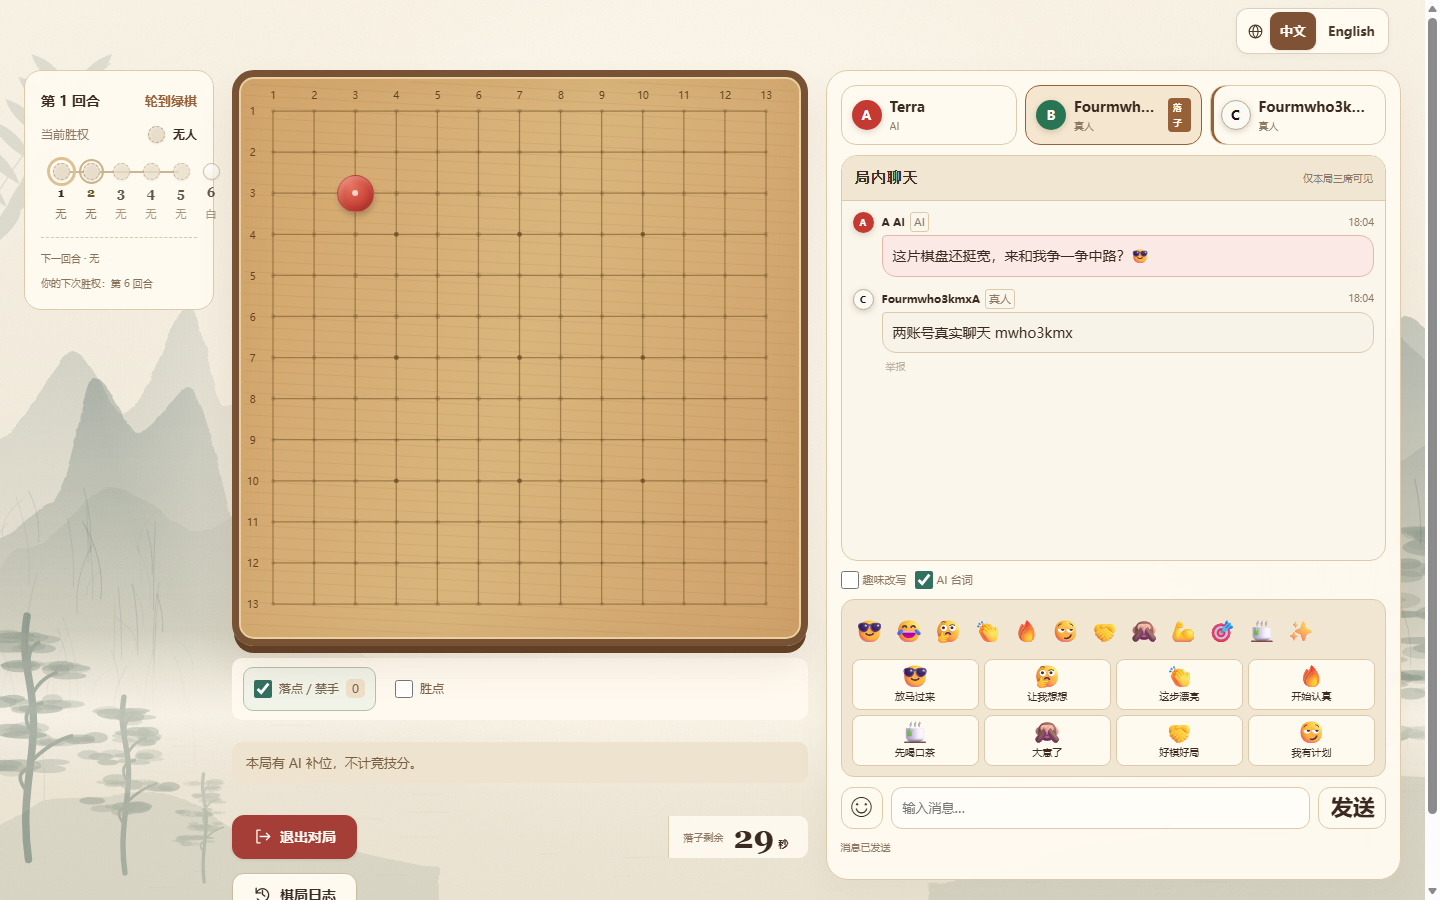 中文 English
第 1 回合 轮到绿棋
当前胜权 无人
1 2 3 4 5 6
无 无 无 无 无 白
下一回合 · 无
你的下次胜权：第 6 回合
1 2 3 4 5 6 7 8 9 10 11 12 13
1
2
3
4
5
6
7
8
9
10
11
12
13
落点 / 禁手 0 胜点
本局有 AI 补位，不计竞技分。
退出对局
落子剩余 29 秒
棋局日志
A Terra
AI
B Fourmwh... 落子
真人
C Fourmwho3k...
真人
局内聊天 仅本局三席可见
A A AI AI 18:04
这片棋盘还挺宽，来和我争一争中路？
C Fourmwho3kmxA 真人 18:04
两账号真实聊天 mwho3kmx
举报
趣味改写 AI 台词
放马过来 让我想想 这步漂亮 开始认真
先喝口茶 大意了 好棋好局 我有计划
输入消息... 发送
消息已发送